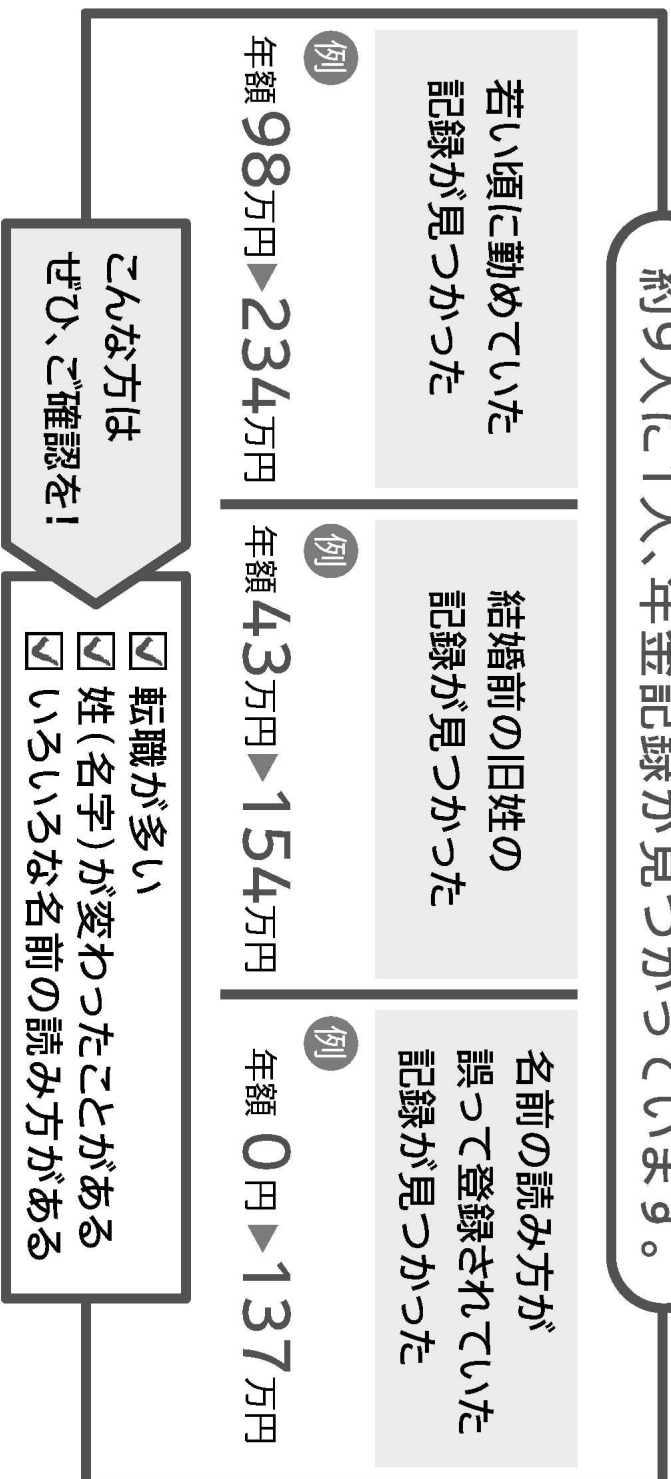 約9人に1人、年金記録が見つかっています。
若い頃に勤めていた
記録が見つかった
例
年額98万円▶234万円
結婚前の旧姓の
記録が見つかった
例
年額43万円▶154万円
名前の読み方が
誤って登録されていた
記録が見つかった
例
年額0円▶137万円
こんな方は
ぜひ、ご確認を!
☑ 転職が多い
☑ 姓(名字)が変わったことがある
☑ いろいろな名前の読み方がある